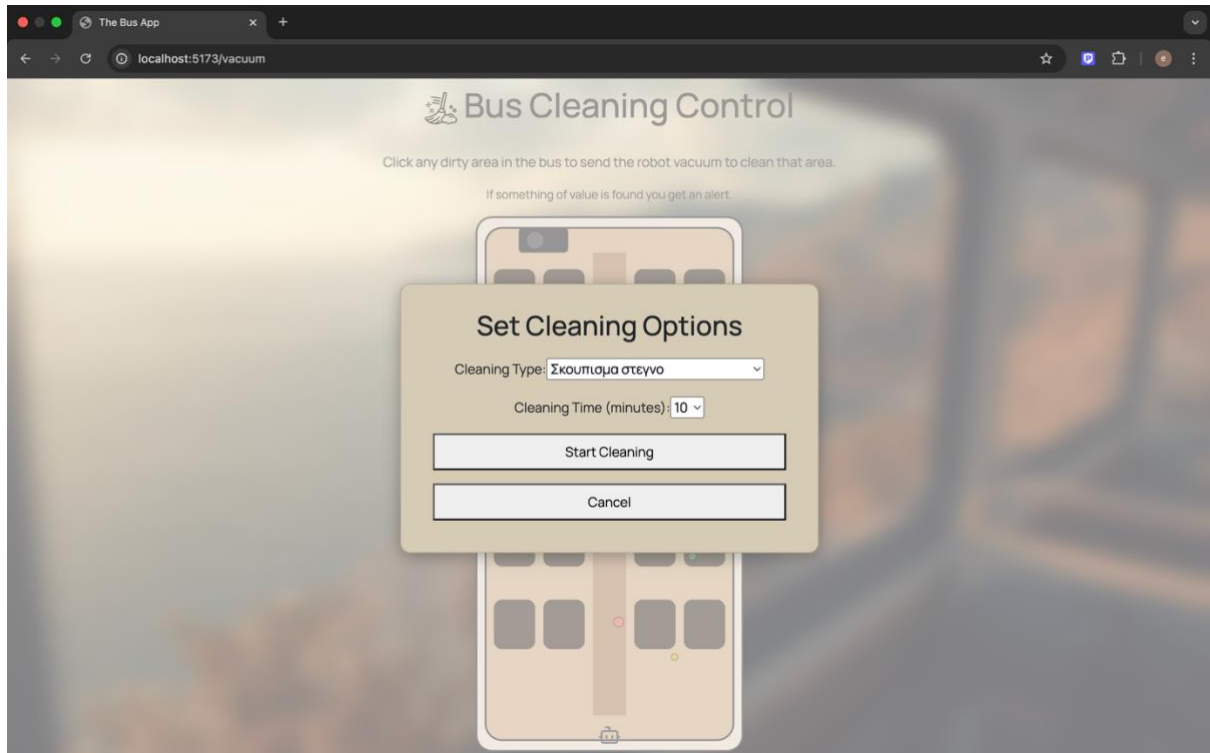 The Bus App
localhost:5173/vacuum
e
Bus Cleaning Control
Click any dirty area in the bus to send the robot vacuum to clean that area.
If something of value is found you get an alert.
Set Cleaning Options
Cleaning Type: Σκουπισμα στεγνο
Cleaning Time (minutes): 10
Start Cleaning
Cancel